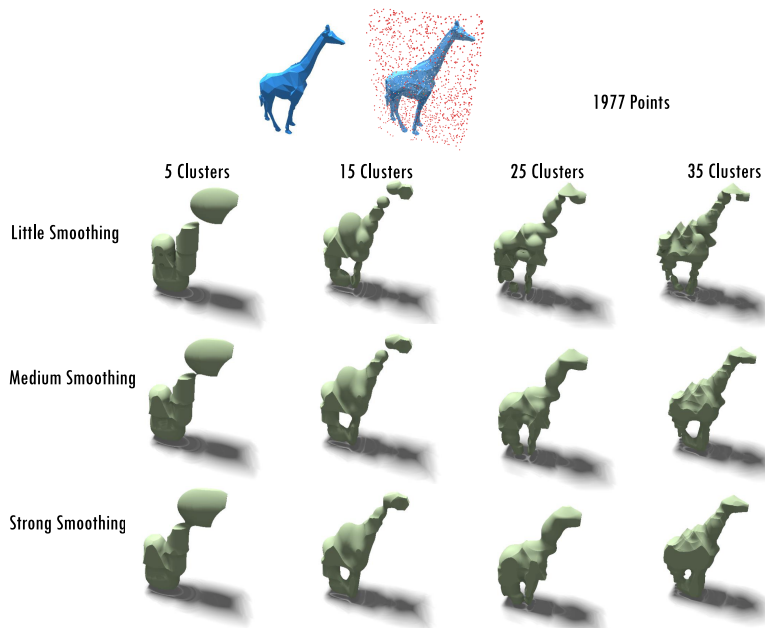 1977 Points
5 Clusters
15 Clusters
25 Clusters
35 Clusters
Little Smoothing
Medium Smoothing
Strong Smoothing